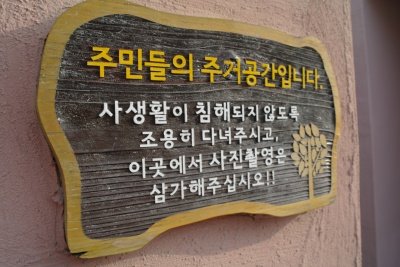 주민들의 주거공간입니다.
사생활이 침해되지 않도록
조용히 다녀주시고,
이곳에서 사진촬영은
삼가해주십시오!!